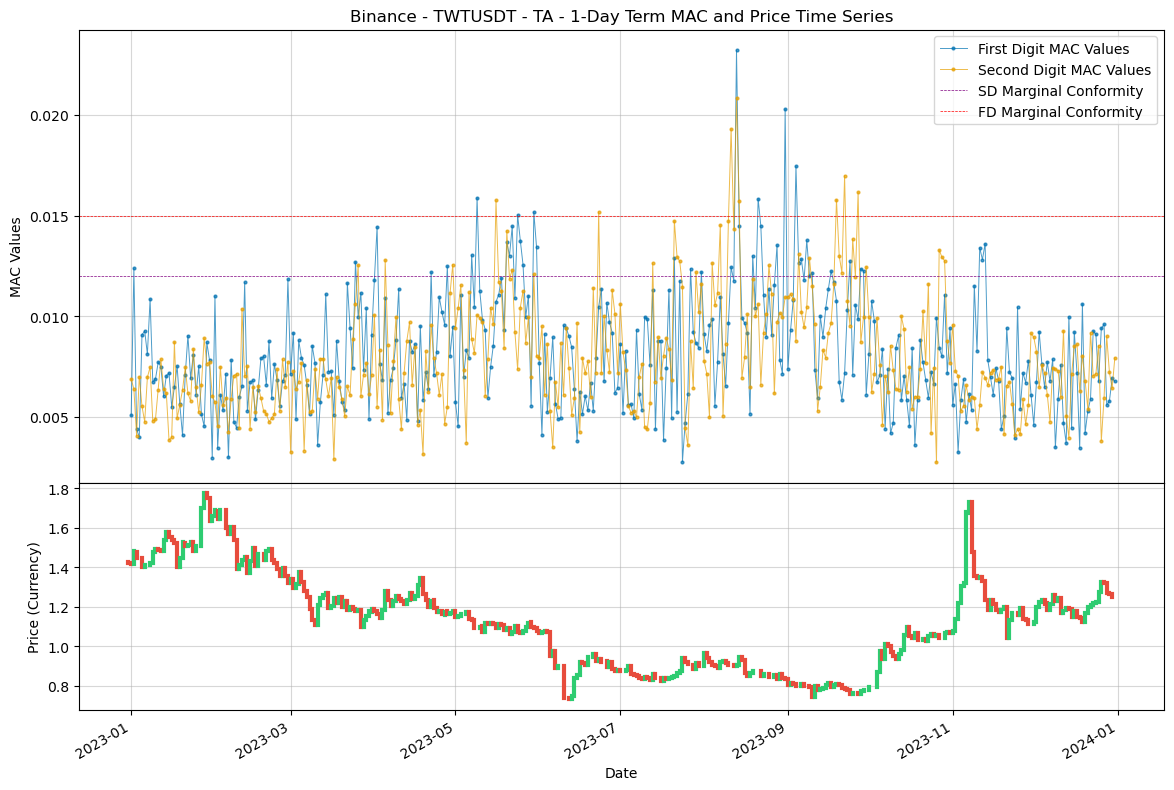 Binance - TWTUSDT - TA - 1-Day Term MAC and Price Time Series
First Digit MAC Values
Second Digit MAC Values
SD Marginal Conformity
FD Marginal Conformity
MAC Values
0.020
0.015
0.010
0.005
Price (Currency)
1.8
1.6
1.4
1.2
1.0
0.8
2023-01
2023-03
2023-05
2023-07
2023-09
2023-11
2024-01
Date